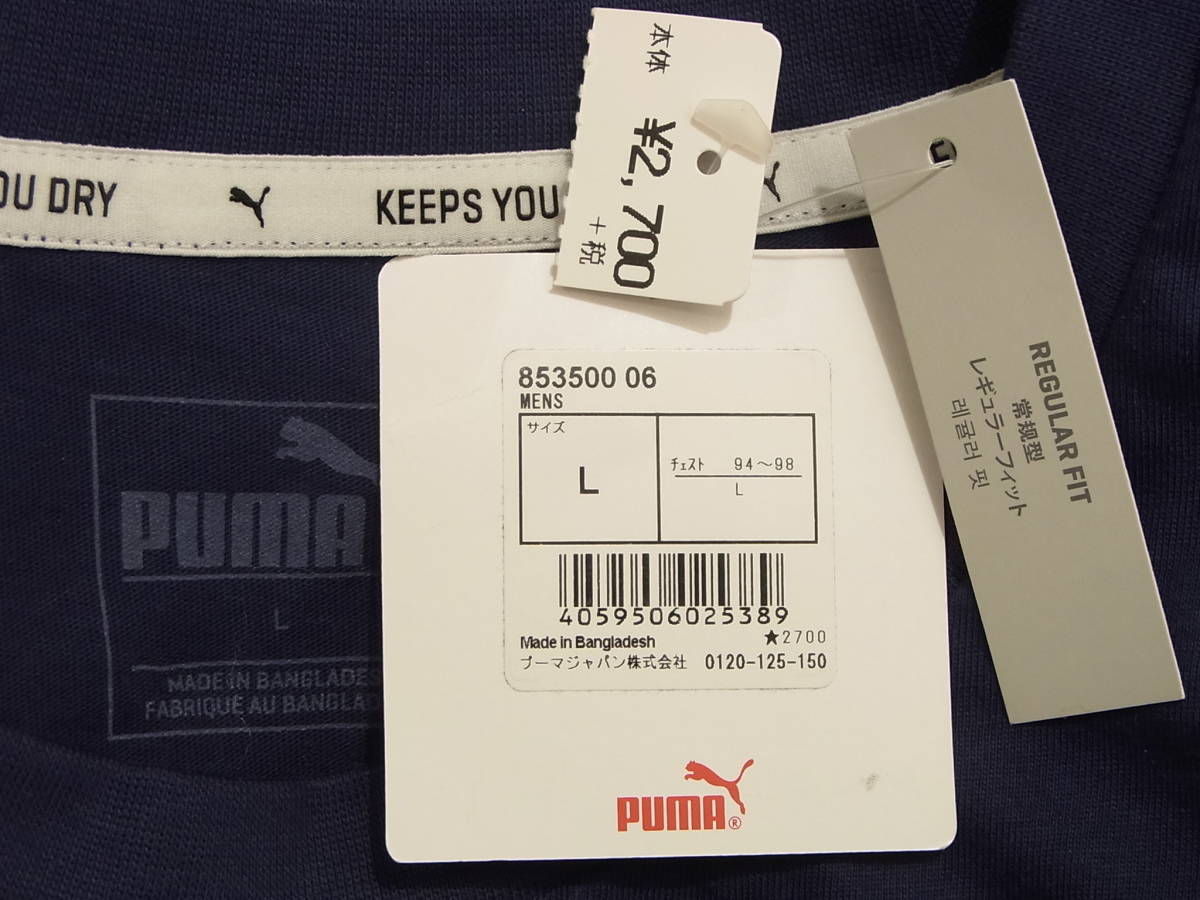 本体
¥2,700
+税
OU DRY
KEEPS YOU
REGULAR FIT
常规型
レギュラーフィット
레귤러 핏
853500 06
MENS
サイズ
L
チェスト 94~98
L
4059506025389
Made in Bangladesh ★2700
プーマジャパン株式会社 0120-125-150
PUMA®
PUMA
L
MADE IN BANGLADES
FABRIQUE AU BANGLAD